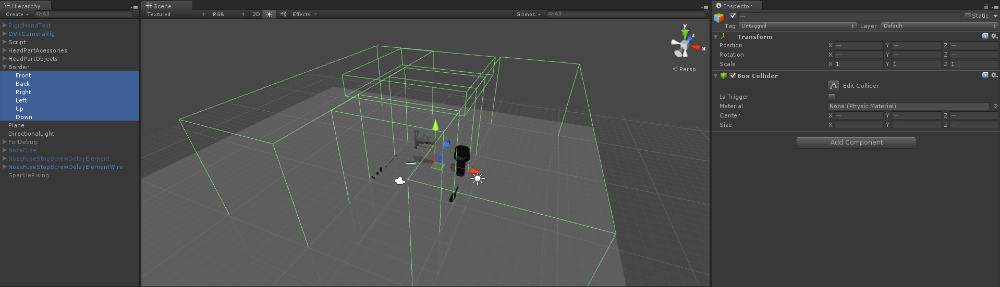 Hierarchy
Create All
RigidHandTest
OVRCameraRig
Script
HeadPartAcessories
HeadPartObjects
Border
Front
Back
Right
Left
Up
Down
Plane
DirectionalLight
ForDebug
NozeFuse
NozeFuseStopScrewDelayElement
NozeFuseStopScrewDelayElementWire
SparkleRising
Scene
Textured RGB 2D Effects Gizmos All
y
z
x
Persp
Inspector
— Static
Tag Untagged Layer Default
Transform
Position X — Y — Z —
Rotation X — Y — Z —
Scale X 1 Y 1 Z 1
Box Collider
Edit Collider
Is Trigger
Material None (Physic Material)
Center X — Y — Z —
Size X — Y — Z —
Add Component